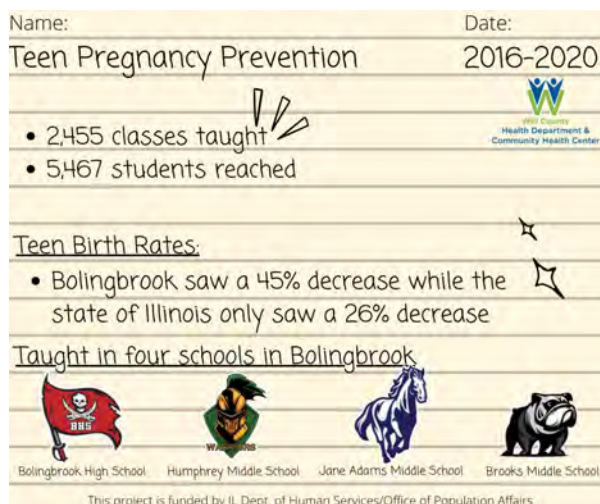 Name: Date:
Teen Pregnancy Prevention 2016-2020
Will County
Health Department &
Community Health Center
• 2,455 classes taught
• 5,467 students reached
Teen Birth Rates:
• Bolingbrook saw a 45% decrease while the
state of Illinois only saw a 26% decrease
Taught in four schools in Bolingbrook
BHS
WARRIORS
Bolingbrook High School Humphrey Middle School Jane Adams Middle School Brooks Middle School
This project is funded by IL Dept. of Human Services/Office of Population Affairs